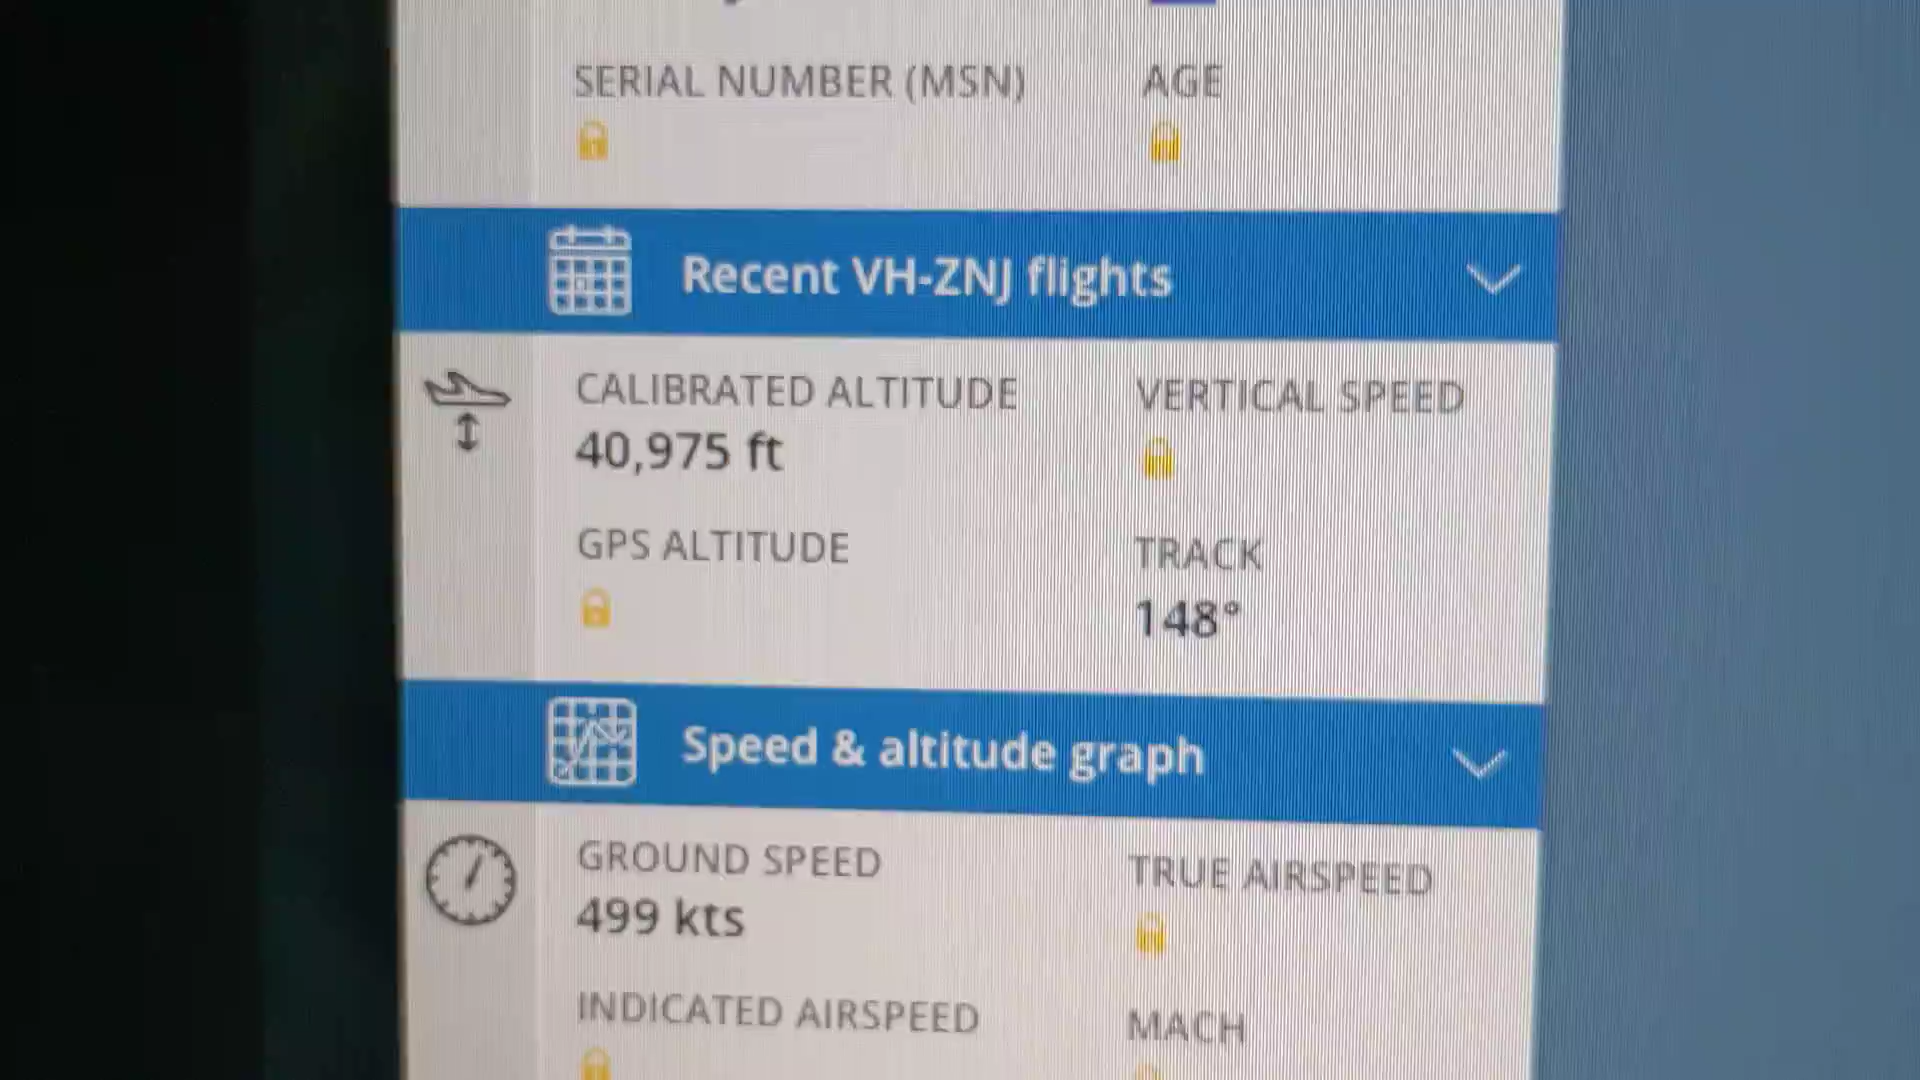 SERIAL NUMBER (MSN)
AGE
Recent VH-ZNJ flights
CALIBRATED ALTITUDE
VERTICAL SPEED
40,975 ft
GPS ALTITUDE
TRACK
148°
Speed & altitude graph
GROUND SPEED
TRUE AIRSPEED
499 kts
INDICATED AIRSPEED
MACH